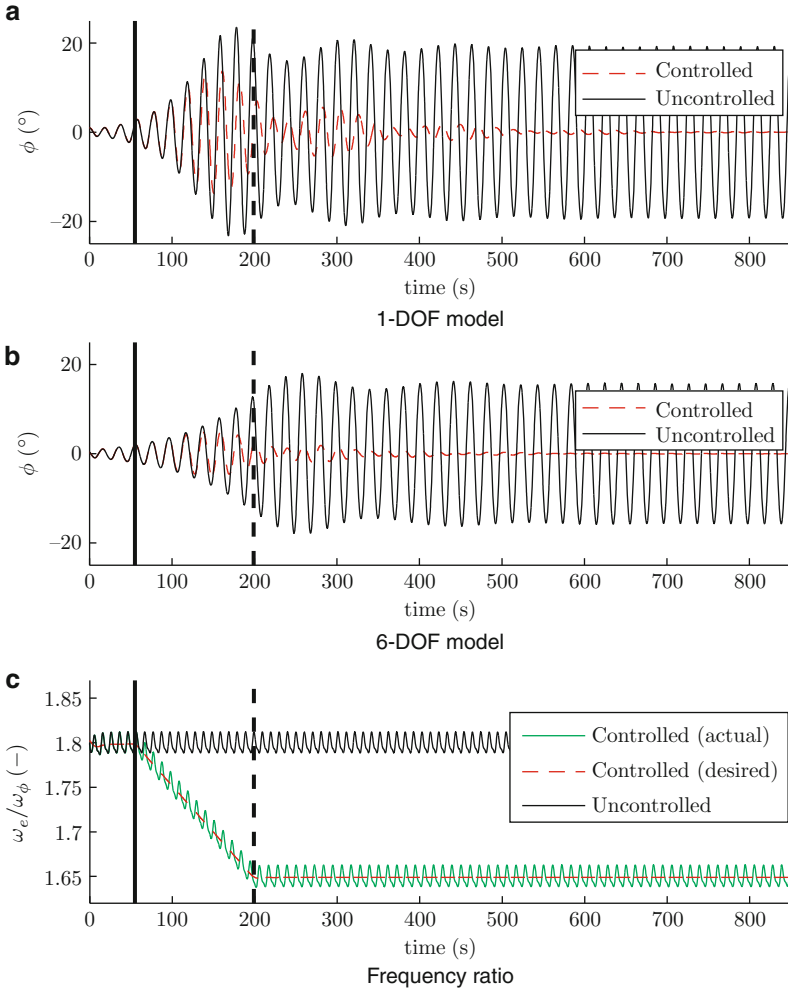 a
20
0
−20
ϕ (°)
Controlled
Uncontrolled
0 100 200 300 400 500 600 700 800
time (s)
1-DOF model
b
20
0
−20
ϕ (°)
Controlled
Uncontrolled
0 100 200 300 400 500 600 700 800
time (s)
6-DOF model
c
1.85
1.8
1.75
1.7
1.65
ω_e/ω_ϕ (−)
Controlled (actual)
Controlled (desired)
Uncontrolled
0 100 200 300 400 500 600 700 800
time (s)
Frequency ratio